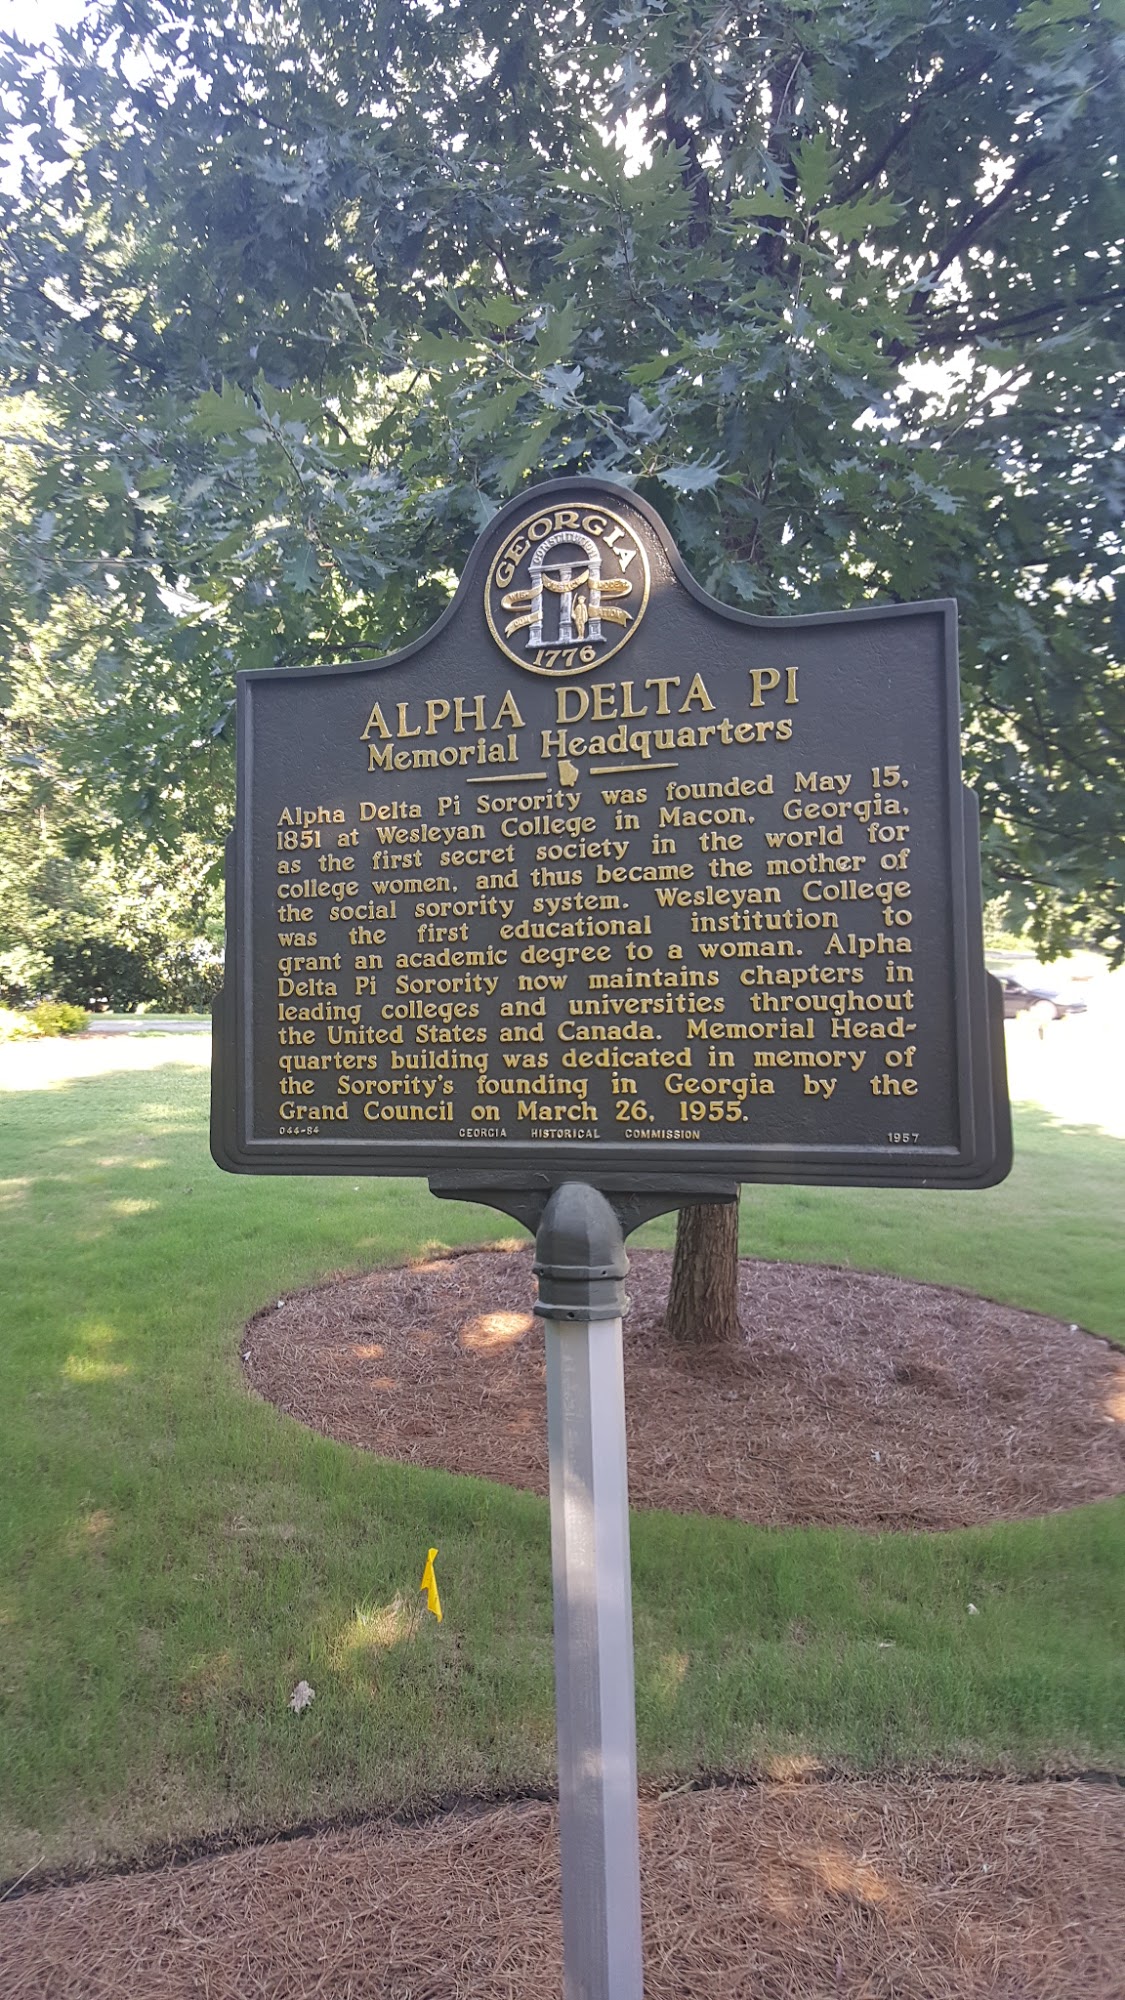 GEORGIA
CONSTITUTION
1776
ALPHA DELTA PI
Memorial Headquarters
Alpha Delta Pi Sorority was founded May 15,
1851 at Wesleyan College in Macon, Georgia,
as the first secret society in the world for
college women, and thus became the mother of
the social sorority system. Wesleyan College
was the first educational institution to
grant an academic degree to a woman. Alpha
Delta Pi Sorority now maintains chapters in
leading colleges and universities throughout
the United States and Canada. Memorial Head-
quarters building was dedicated in memory of
the Sorority's founding in Georgia by the
Grand Council on March 26, 1955.
044-84 GEORGIA HISTORICAL COMMISSION 1957